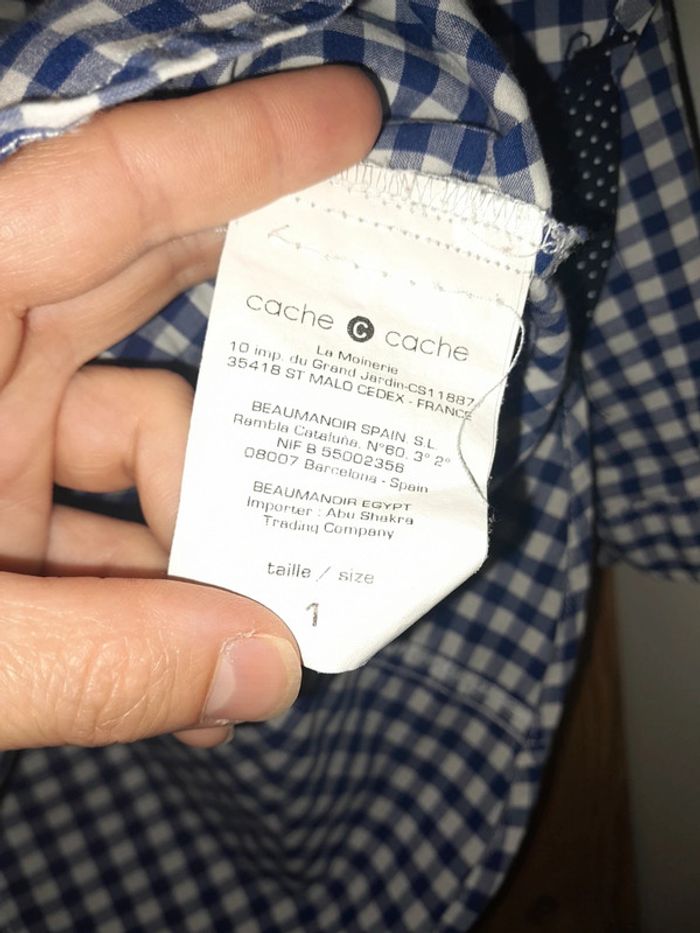 cache c cache
La Moinerie
10 imp. du Grand Jardin-CS11887
35418 ST MALO CEDEX - FRANCE
BEAUMANOIR SPAIN. S.L.
Rambla Cataluña. N°60. 3° 2°
NIF B 55002356
08007 Barcelona - Spain
BEAUMANOIR EGYPT
Importer : Abu Shakra
Trading Company
taille / size
1